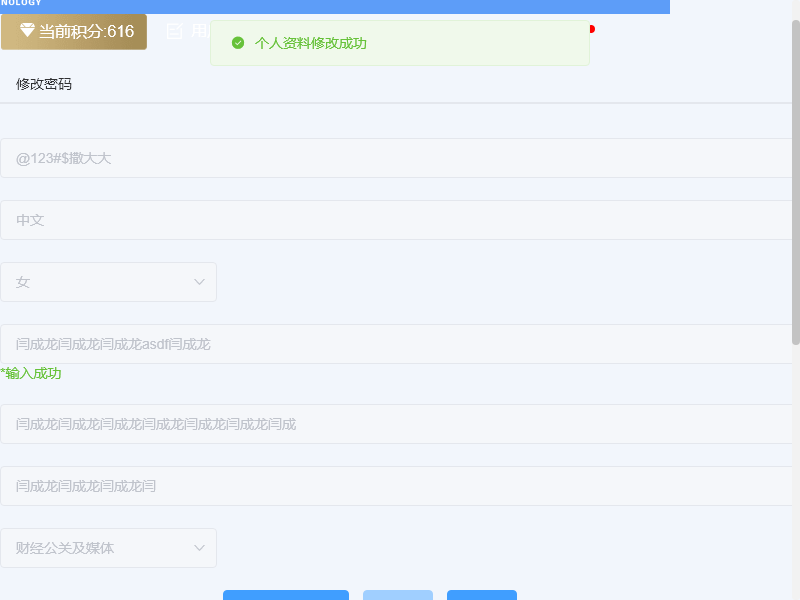 NOLOGY
当前积分:616
用
个人资料修改成功
修改密码
@123#$撒大大
中文
女
闫成龙闫成龙闫成龙asdf闫成龙
*输入成功
闫成龙闫成龙闫成龙闫成龙闫成龙闫成龙闫成
闫成龙闫成龙闫成龙闫
财经公关及媒体